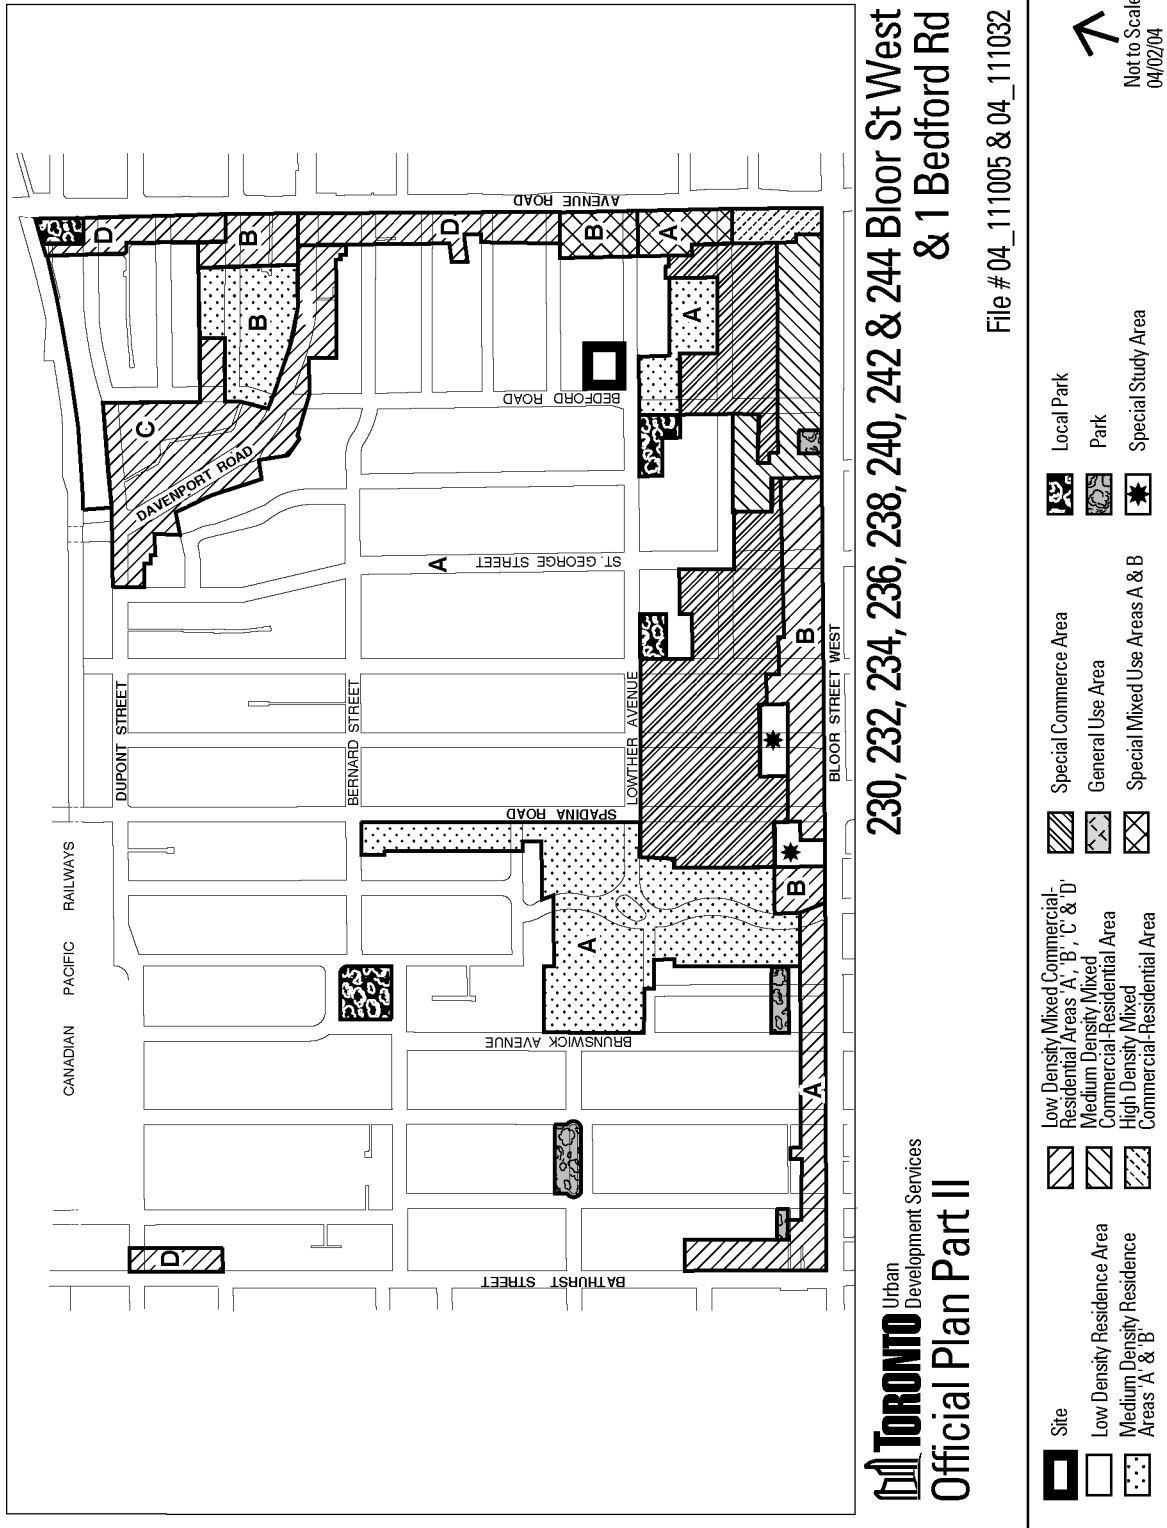 CANADIAN PACIFIC RAILWAYS
DUPONT STREET
BERNARD STREET
LOWTHER AVENUE
BLOOR STREET WEST
DAVENPORT ROAD
AVENUE ROAD
BEDFORD ROAD
ST. GEORGE STREET
SPADINA ROAD
BRUNSWICK AVENUE
BATHURST STREET
D
B
D
B
A
B
C
A
A
B
B
A
A
D
TORONTO
Urban
Development Services
Official Plan Part II
230, 232, 234, 236, 238, 240, 242 & 244 Bloor St West
& 1 Bedford Rd
File # 04_111005 & 04_111032
Site
Low Density Residence Area
Medium Density Residence
Areas 'A' & 'B'
Low Density Mixed Commercial-
Residential Areas 'A', 'B', 'C' & 'D'
Medium Density Mixed
Commercial-Residential Area
High Density Mixed
Commercial-Residential Area
Special Commerce Area
General Use Area
Special Mixed Use Areas A & B
Local Park
Park
Special Study Area
Not to Scale
04/02/04